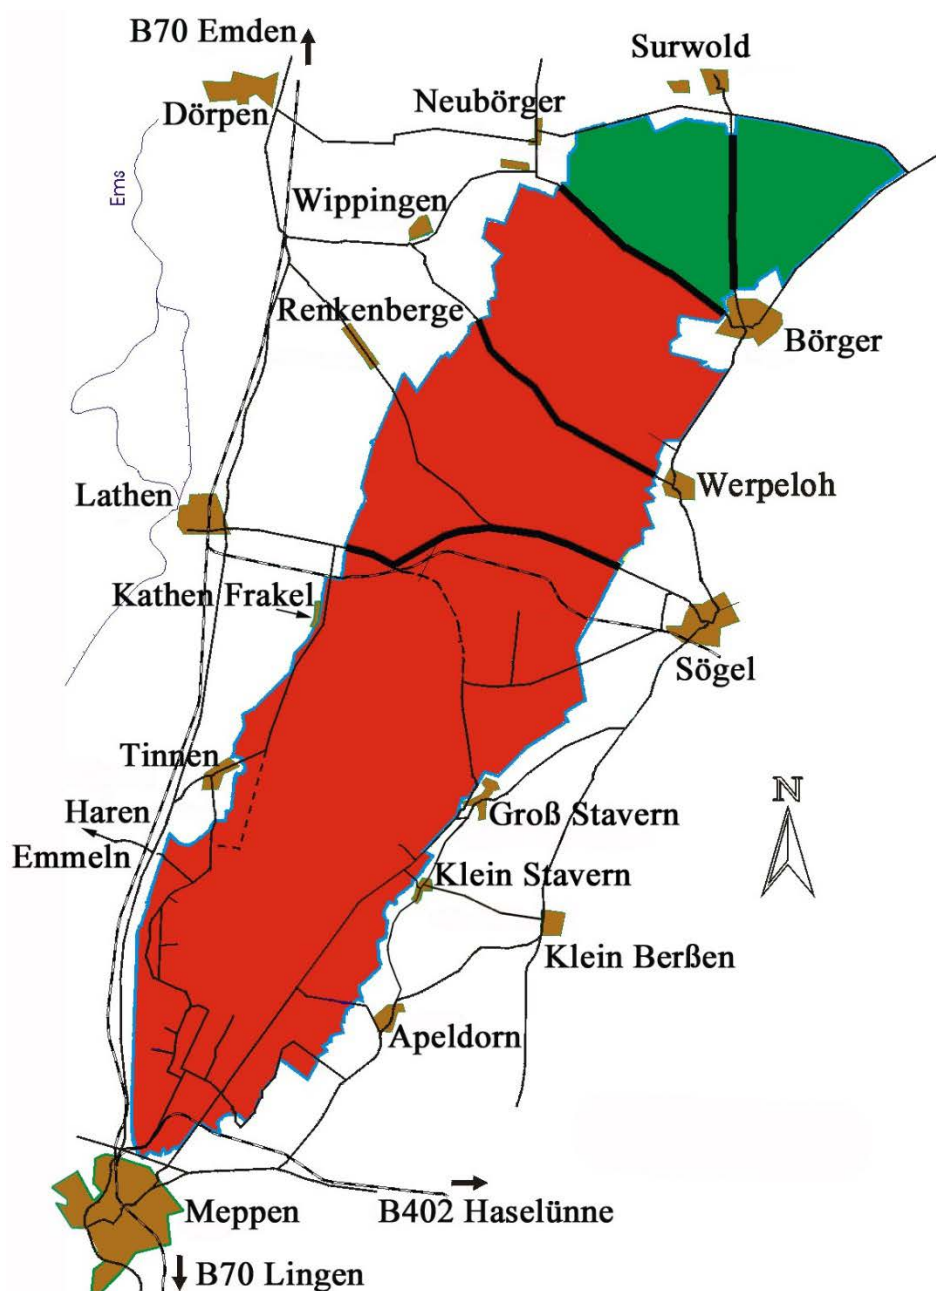 B70 Emden
Surwold
Neubörger
Dörpen
Ems
Wippingen
Renkenberge
Börger
Lathen
Werpeloh
Kathen Frakel
Sögel
Tinnen
N
Haren
Groß Stavern
Emmeln
Klein Stavern
Klein Berßen
Apeldorn
Meppen
B402 Haselünne
B70 Lingen